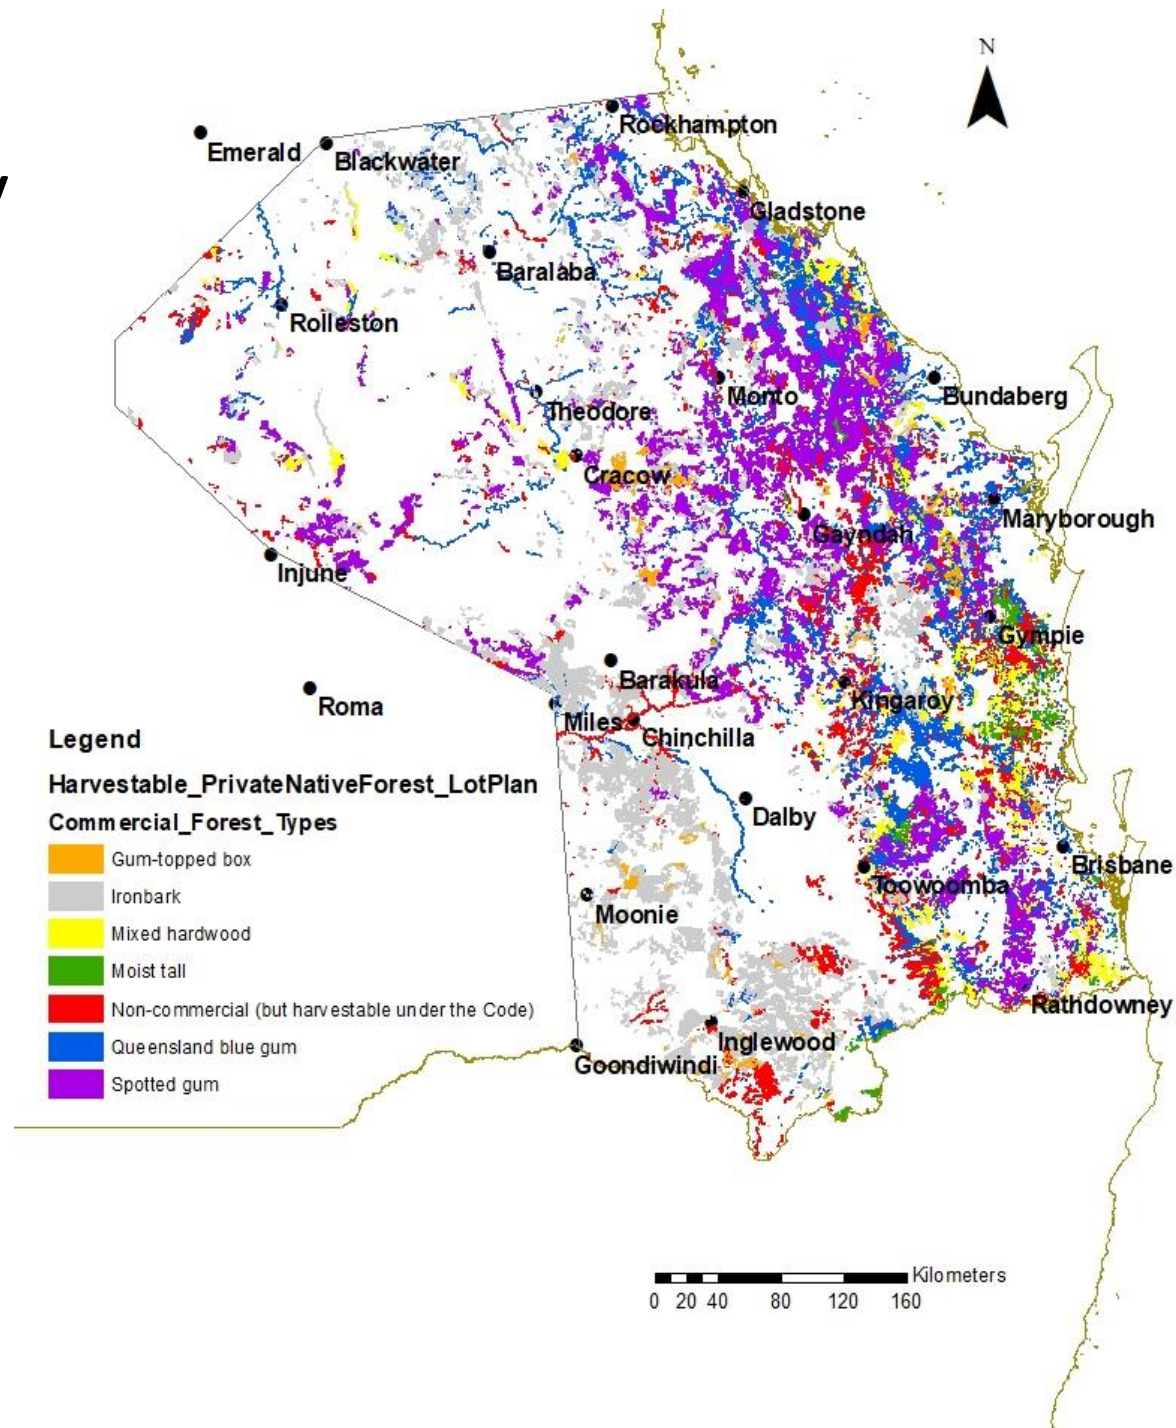 N
Rockhampton
Emerald
Blackwater
Gladstone
Baralaba
Rolleston
Monto
Bundaberg
Theodore
Cracow
Maryborough
Gayndah
Injune
Gympie
Barakula
Kingaroy
Roma
Miles
Chinchilla
Dalby
Brisbane
Toowoomba
Moonie
Rathdowney
Inglewood
Goondiwindi
Legend
Harvestable_PrivateNativeForest_LotPlan
Commercial_Forest_Types
Gum-topped box
Ironbark
Mixed hardwood
Moist tall
Non-commercial (but harvestable under the Code)
Queensland blue gum
Spotted gum
Kilometers
0 20 40 80 120 160